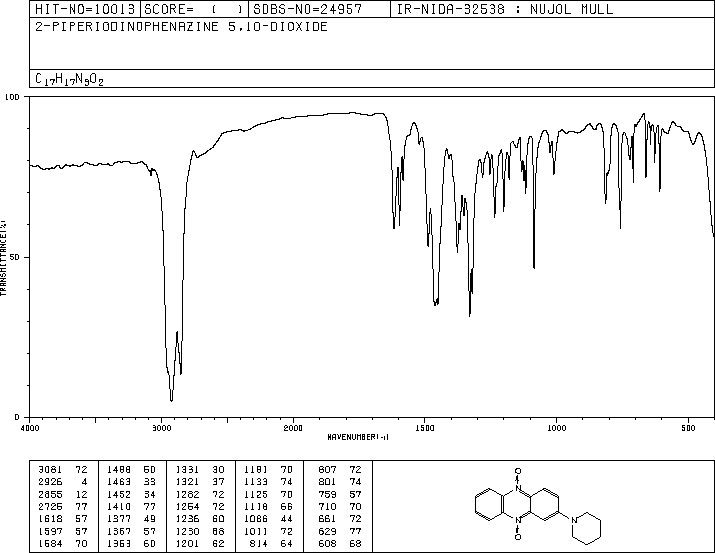 HIT-NO=10013 SCORE= ( ) SDBS-NO=24957 IR-NIDA-32538 : NUJOL MULL
2-PIPERIDINOPHENAZINE 5,10-DIOXIDE
C17H17N3O2
100
50
0
TRANSMITTANCE(%)
4000 3000 2000 1500 1000 500
WAVENUMBER(-1)
3081 72 1488 50 1331 30 1181 70 807 72
2926 4 1463 33 1321 37 1133 74 801 74
2855 12 1452 34 1282 72 1125 70 759 57
2725 77 1410 77 1254 72 1118 66 710 70
1618 57 1377 49 1236 60 1086 44 661 72
1597 57 1367 57 1230 68 1011 72 629 77
1584 70 1353 60 1201 62 814 64 608 68
O
N
N
N
O